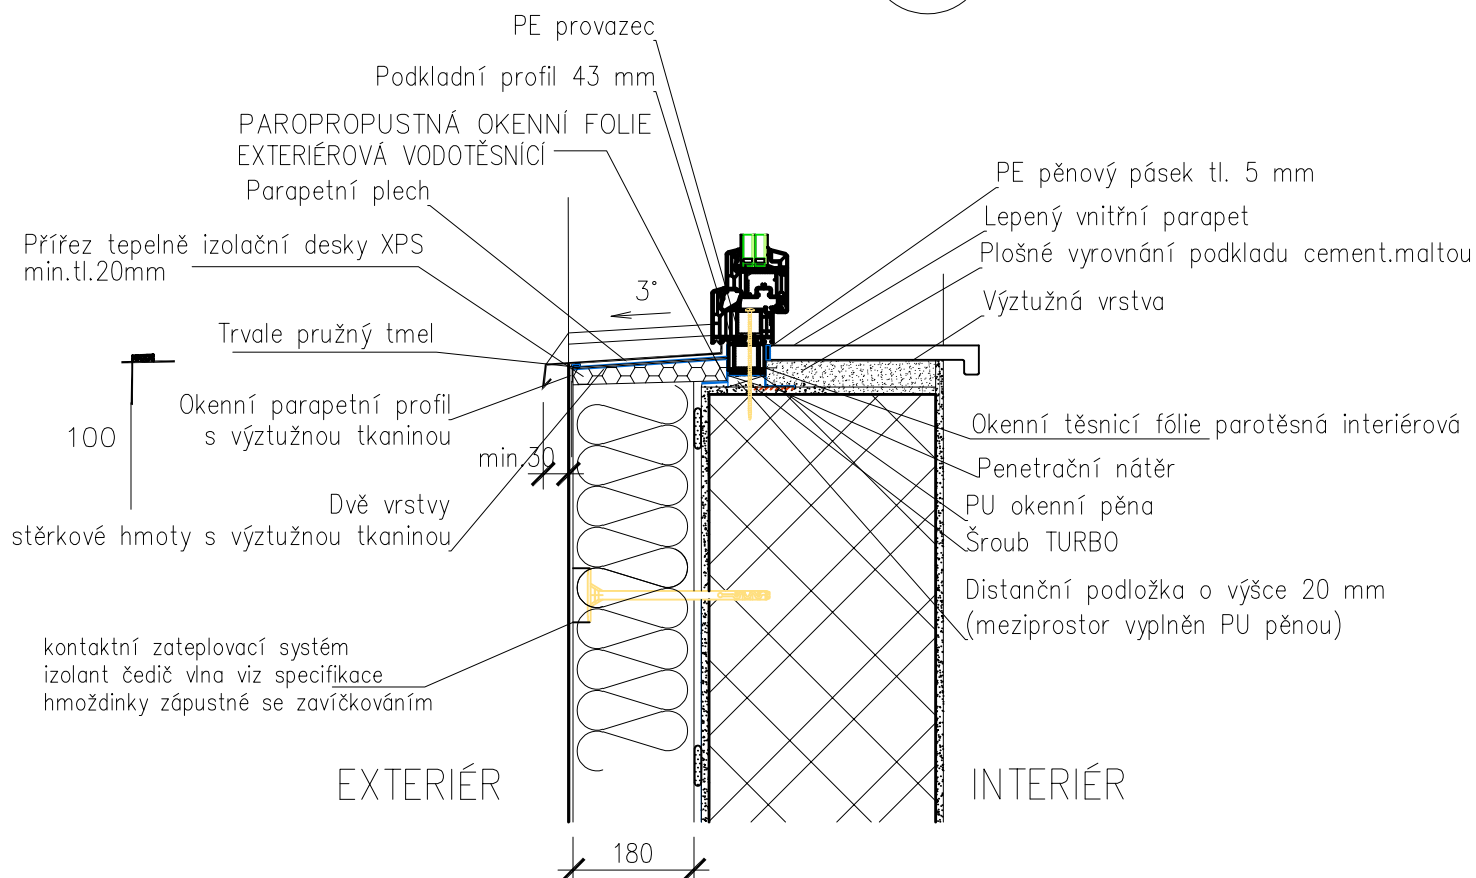 PE provazec
Podkladní profil 43 mm
PAROPROPUSTNÁ OKENNÍ FOLIE
EXTERIÉROVÁ VODOTĚSNÍCÍ
Parapetní plech
Přířez tepelně izolační desky XPS
min.tl.20mm
3°
Trvale pružný tmel
Okenní parapetní profil
s výztužnou tkaninou
100
min.30
Dvě vrstvy
stěrkové hmoty s výztužnou tkaninou
kontaktní zateplovací systém
izolant čedič vlna viz specifikace
hmoždinky zápustné se zavíčkováním
EXTERIÉR
180
PE pěnový pásek tl. 5 mm
Lepený vnitřní parapet
Plošné vyrovnání podkladu cement.maltou
Výztužná vrstva
Okenní těsnicí fólie parotěsná interiérová
Penetrační nátěr
PU okenní pěna
Šroub TURBO
Distanční podložka o výšce 20 mm
(meziprostor vyplněn PU pěnou)
INTERIÉR